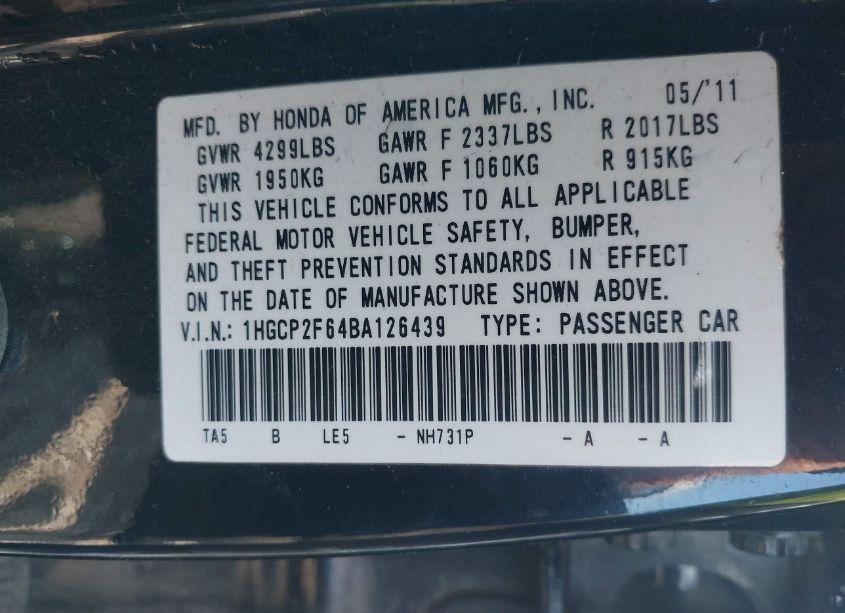 MFD. BY HONDA OF AMERICA MFG., INC. 05/'11
GVWR 4299LBS GAWR F 2337LBS R 2017LBS
GVWR 1950KG GAWR F 1060KG R 915KG
THIS VEHICLE CONFORMS TO ALL APPLICABLE
FEDERAL MOTOR VEHICLE SAFETY, BUMPER,
AND THEFT PREVENTION STANDARDS IN EFFECT
ON THE DATE OF MANUFACTURE SHOWN ABOVE.
V.I.N.: 1HGCP2F64BA126439 TYPE: PASSENGER CAR
TA5 B LE5 - NH731P - A - A